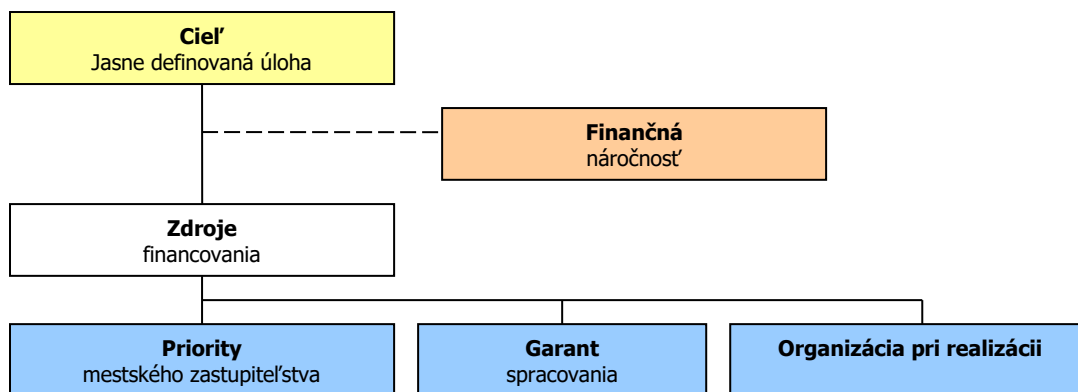 Cieľ
Jasne definovaná úloha
Finančná
náročnosť
Zdroje
financovania
Priority
mestského zastupiteľstva
Garant
spracovania
Organizácia pri realizácii